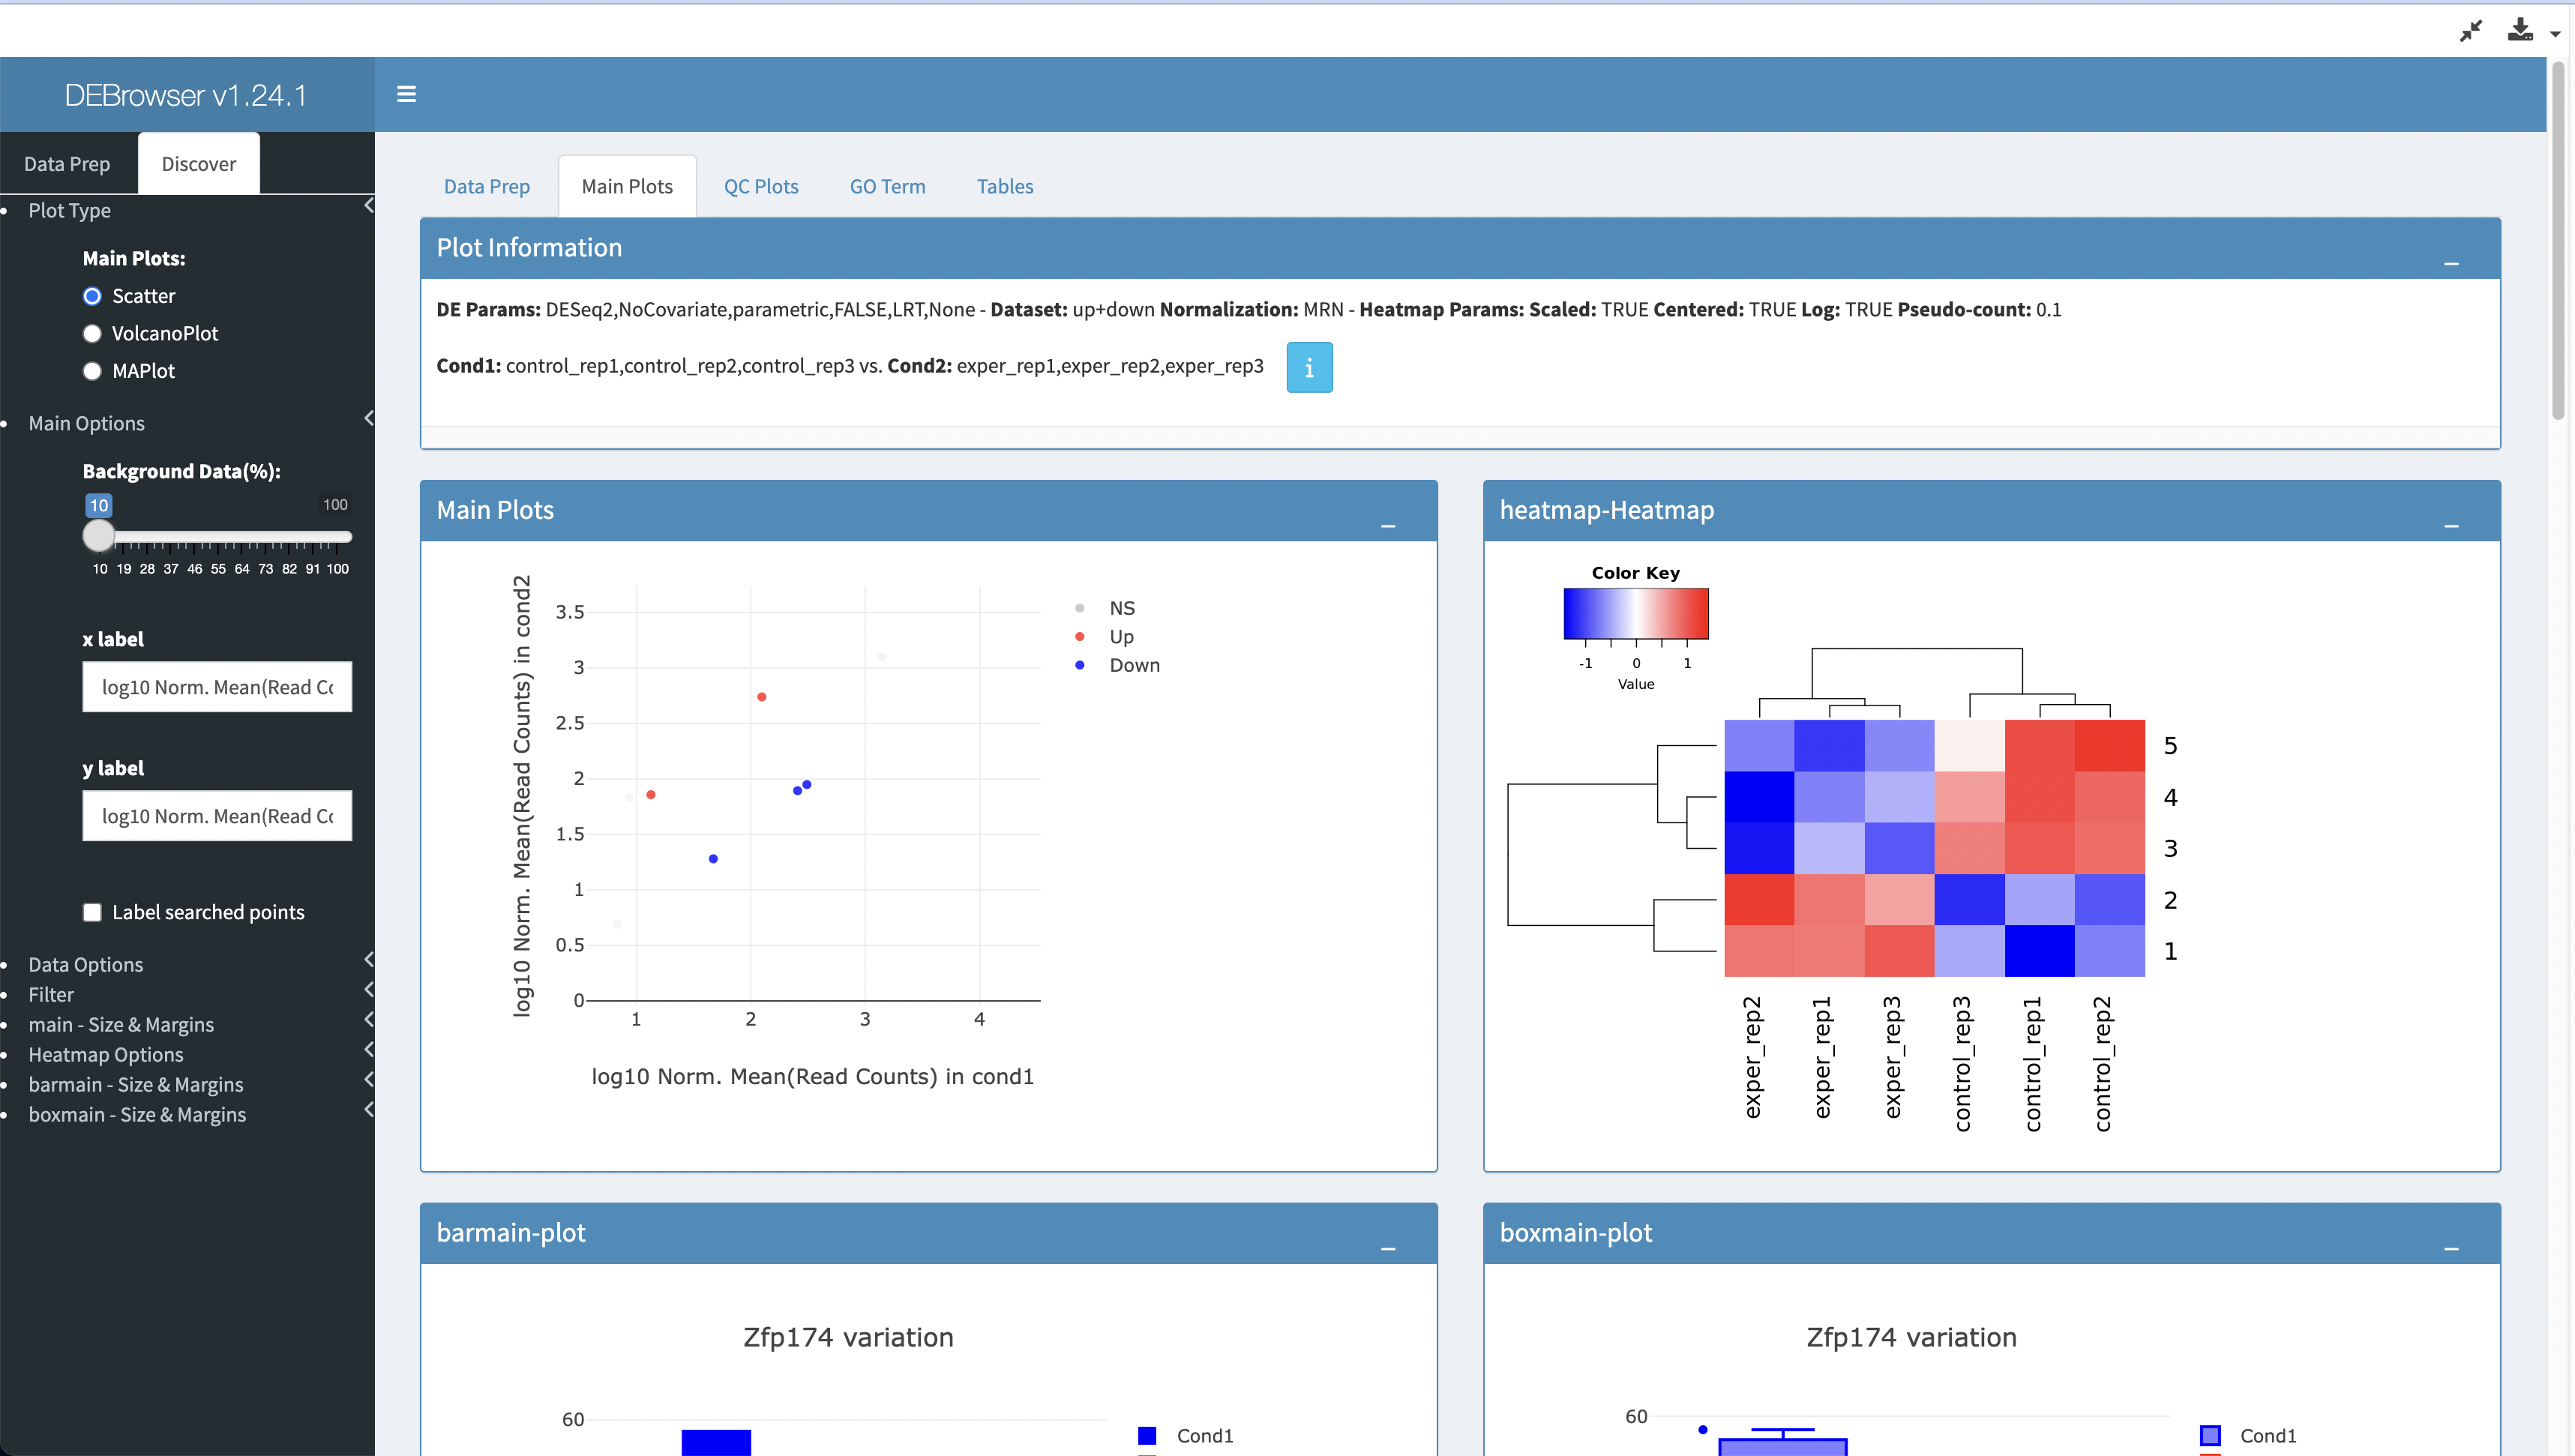 DEBrowser v1.24.1
Data Prep
Discover
Plot Type
Main Plots:
Scatter
VolcanoPlot
MAPlot
Main Options
Background Data(%):
10
100
10 19 28 37 46 55 64 73 82 91 100
x label
log10 Norm. Mean(Read Co
y label
log10 Norm. Mean(Read Co
Label searched points
Data Options
Filter
main - Size & Margins
Heatmap Options
barmain - Size & Margins
boxmain - Size & Margins
Data Prep Main Plots QC Plots GO Term Tables
Plot Information
DE Params: DESeq2,NoCovariate,parametric,FALSE,LRT,None - Dataset: up+down Normalization: MRN - Heatmap Params: Scaled: TRUE Centered: TRUE Log: TRUE Pseudo-count: 0.1
Cond1: control_rep1,control_rep2,control_rep3 vs. Cond2: exper_rep1,exper_rep2,exper_rep3
i
Main Plots
log10 Norm. Mean(Read Counts) in cond2
3.5
3
2.5
2
1.5
1
0.5
0
1 2 3 4
log10 Norm. Mean(Read Counts) in cond1
NS
Up
Down
heatmap-Heatmap
Color Key
-1 0 1
Value
5
4
3
2
1
exper_rep2
exper_rep1
exper_rep3
control_rep3
control_rep1
control_rep2
barmain-plot
Zfp174 variation
60
Cond1
boxmain-plot
Zfp174 variation
60
Cond1